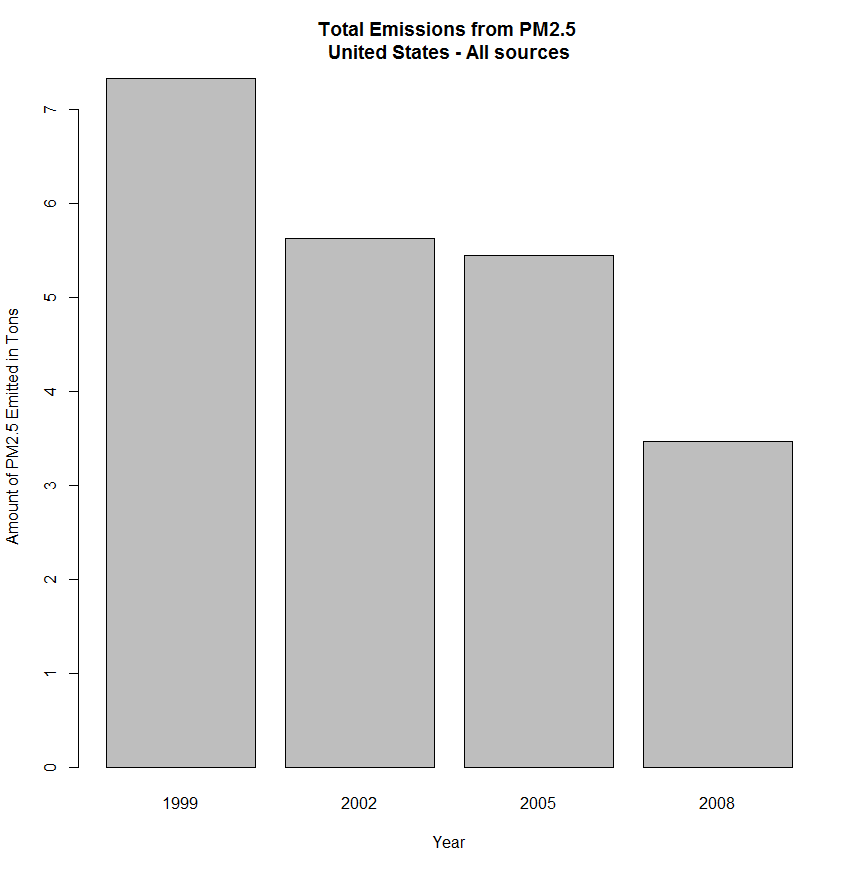 Total Emissions from PM2.5
United States - All sources
Amount of PM2.5 Emitted in Tons
7
6
5
4
3
2
1
0
1999 2002 2005 2008
Year